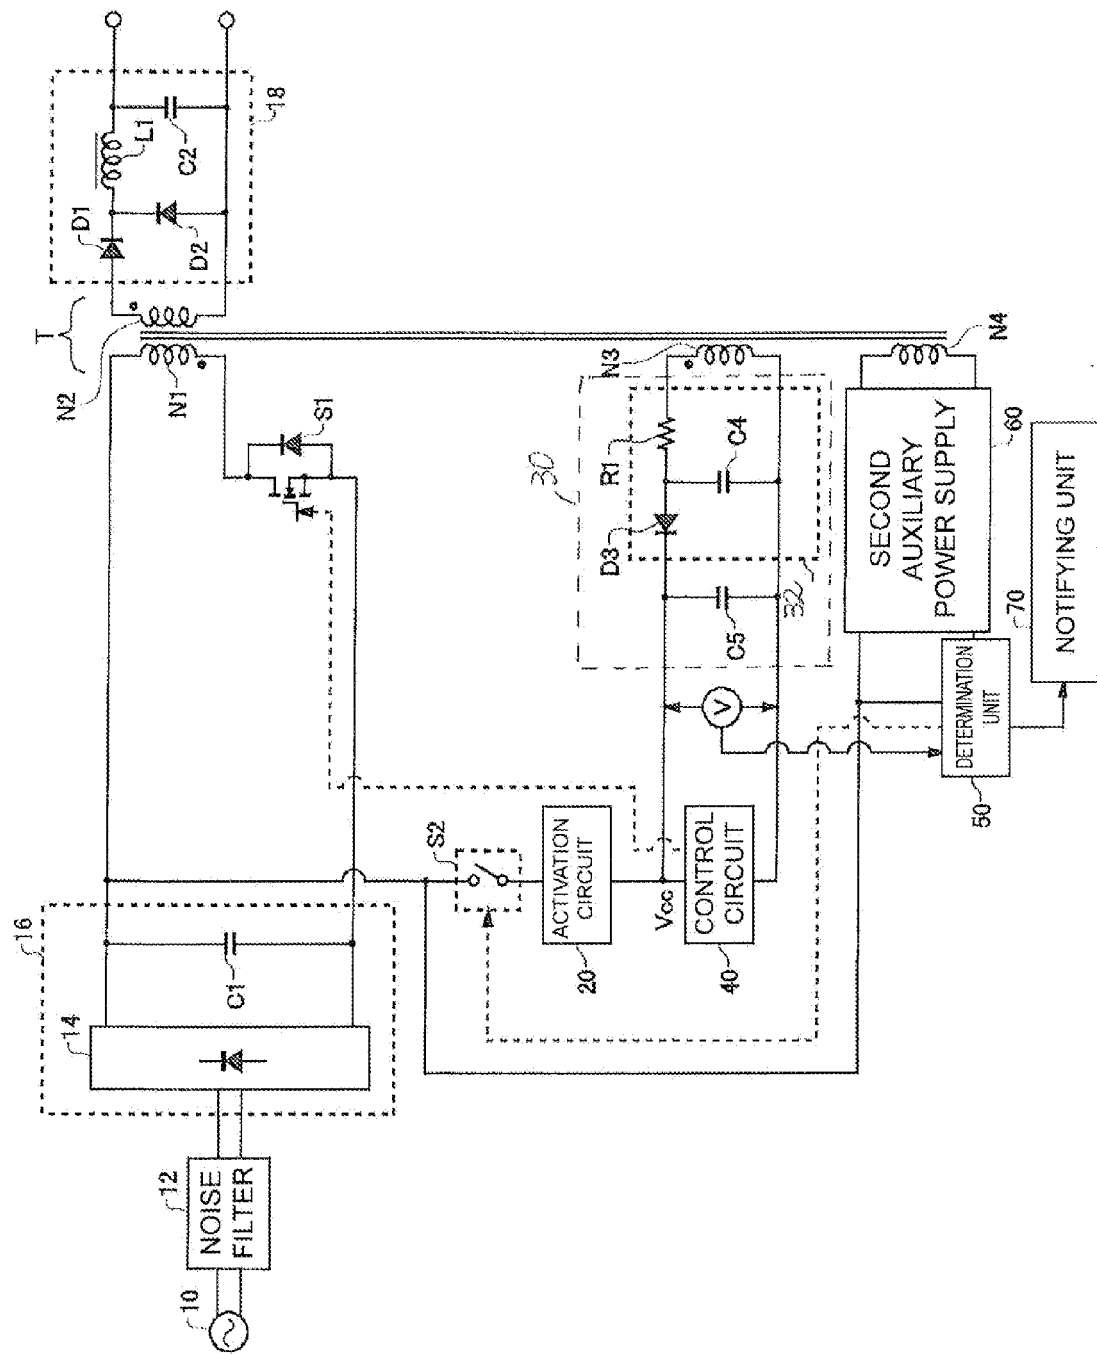 10
12
NOISE
FILTER
14
16
C1
S2
ACTIVATION
CIRCUIT
20
Vcc
CONTROL
CIRCUIT
40
S1
T
N2
N1
N3
N4
D1
D2
L1
C2
18
30
R1
C4
D3
32
C5
V
SECOND
AUXILIARY
POWER SUPPLY
60
DETERMINATION
UNIT
50
NOTIFYING UNIT
70